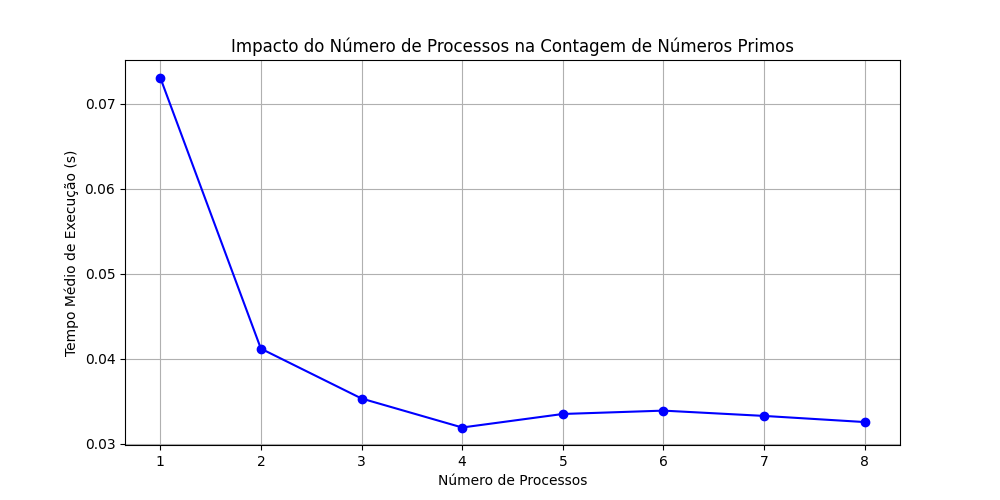 Impacto do Número de Processos na Contagem de Números Primos
Tempo Médio de Execução (s)
0.07
0.06
0.05
0.04
0.03
1 2 3 4 5 6 7 8
Número de Processos